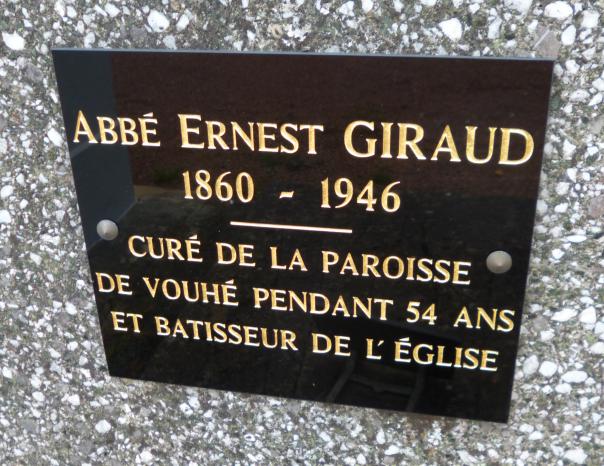 ABBÉ ERNEST GIRAUD
1860 - 1946
CURÉ DE LA PAROISSE
DE VOUHÉ PENDANT 54 ANS
ET BATISSEUR DE L'ÉGLISE